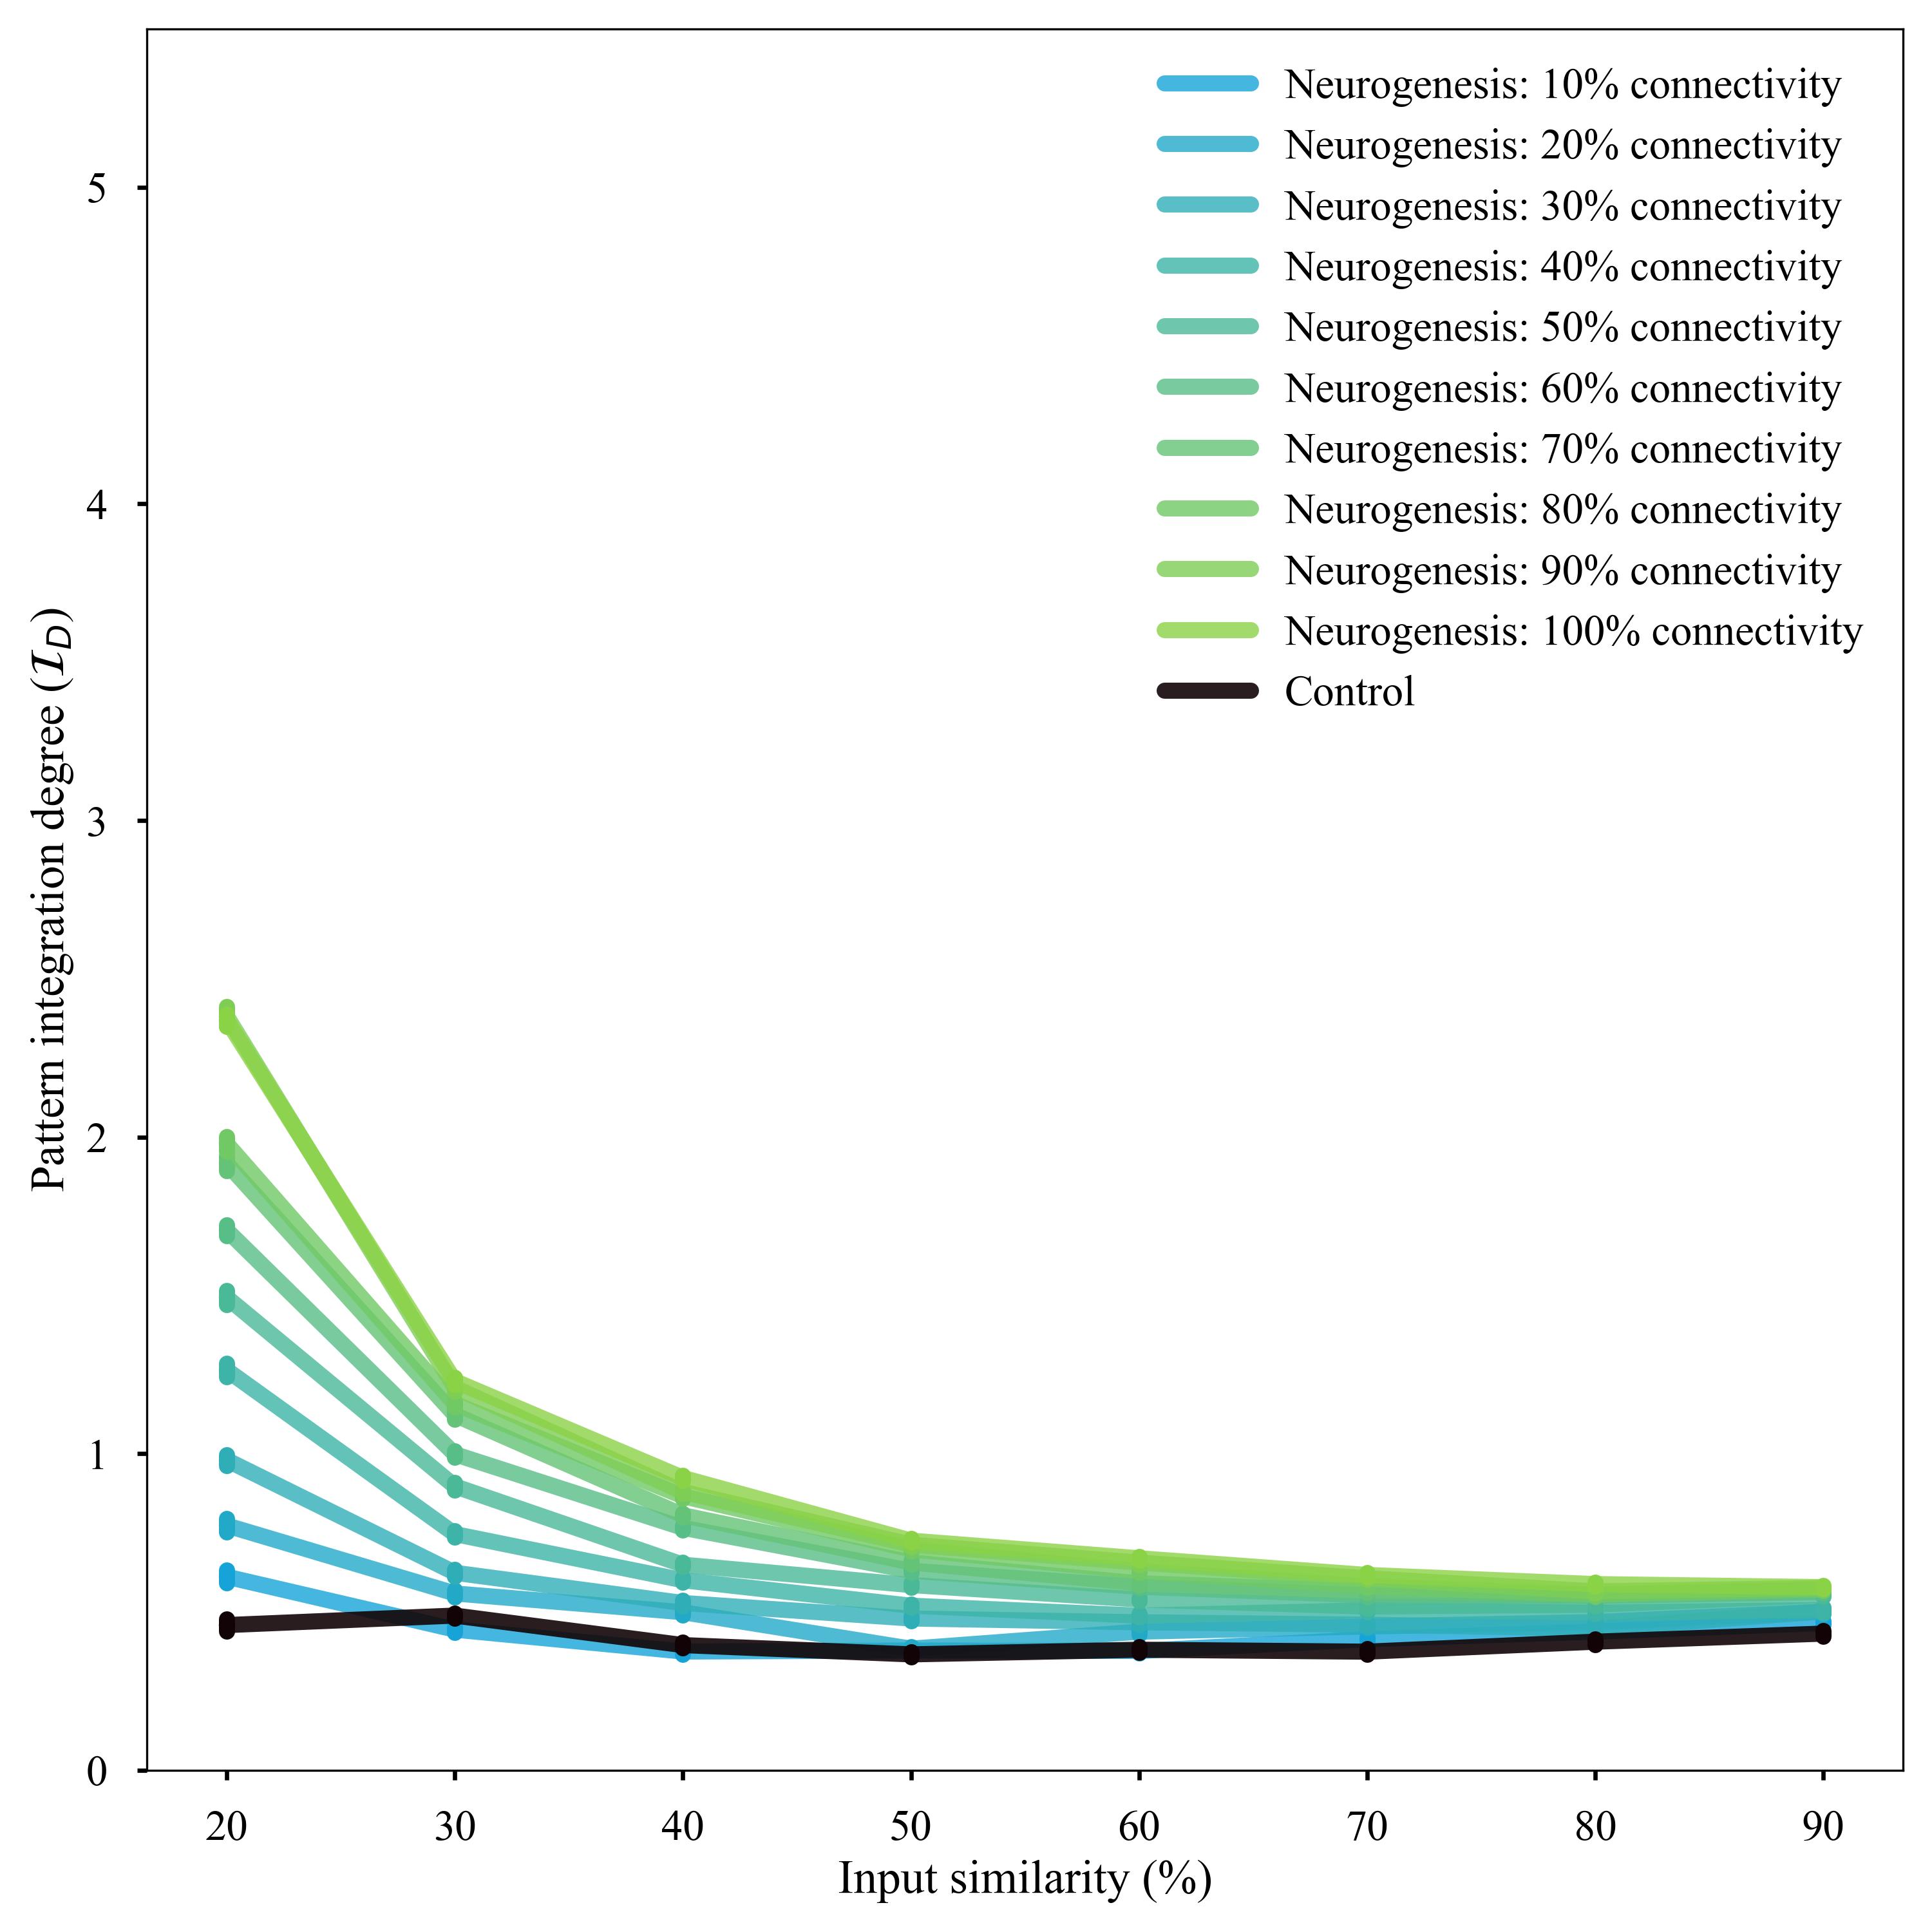 Neurogenesis: 10% connectivity
Neurogenesis: 20% connectivity
Neurogenesis: 30% connectivity
Neurogenesis: 40% connectivity
Neurogenesis: 50% connectivity
Neurogenesis: 60% connectivity
Neurogenesis: 70% connectivity
Neurogenesis: 80% connectivity
Neurogenesis: 90% connectivity
Neurogenesis: 100% connectivity
Control
Pattern integration degree (𝓘_D)
5
4
3
2
1
0
20 30 40 50 60 70 80 90
Input similarity (%)